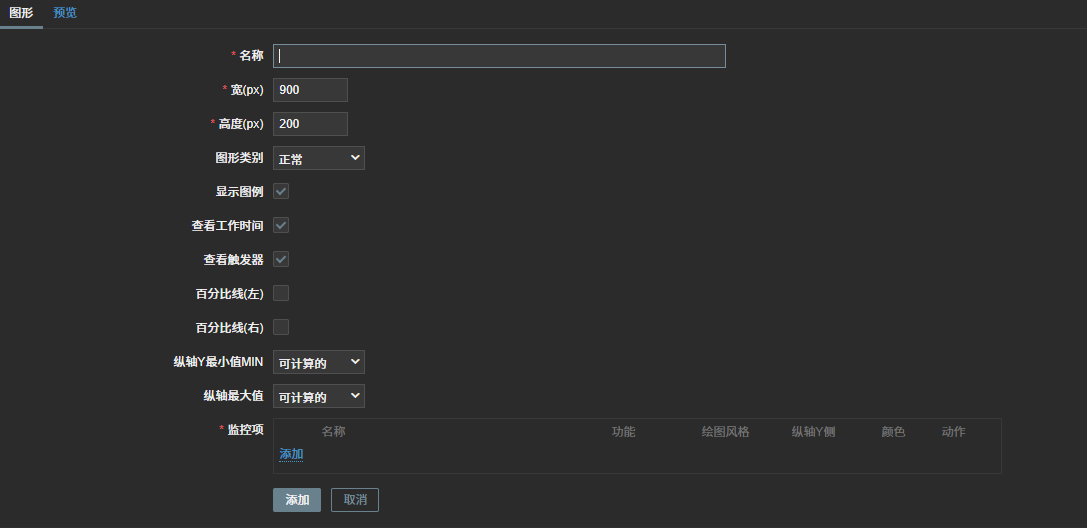 图形 预览
* 名称
* 宽(px) 900
* 高度(px) 200
图形类别 正常
显示图例
查看工作时间
查看触发器
百分比线(左)
百分比线(右)
纵轴Y最小值MIN 可计算的
纵轴最大值 可计算的
* 监控项 名称 功能 绘图风格 纵轴Y侧 颜色 动作
添加
添加 取消